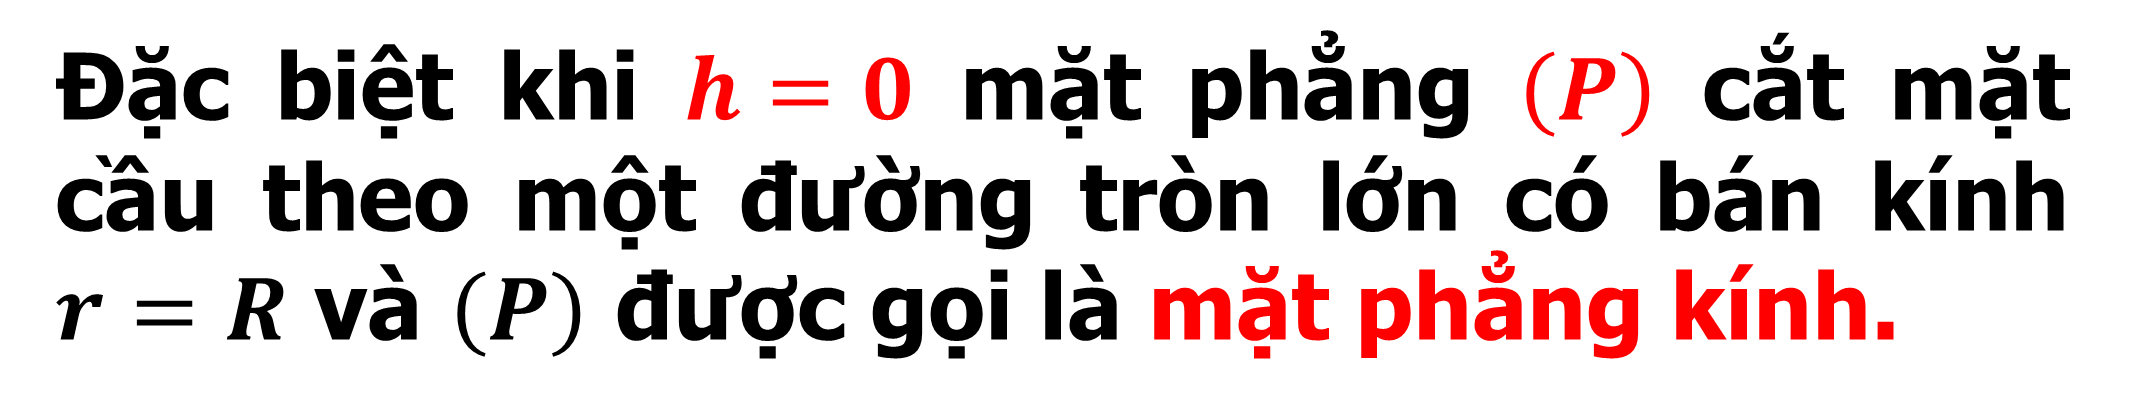 Đặc biệt khi h = 0 mặt phẳng (P) cắt mặt
cầu theo một đường tròn lớn có bán kính
r = R và (P) được gọi là mặt phẳng kính.